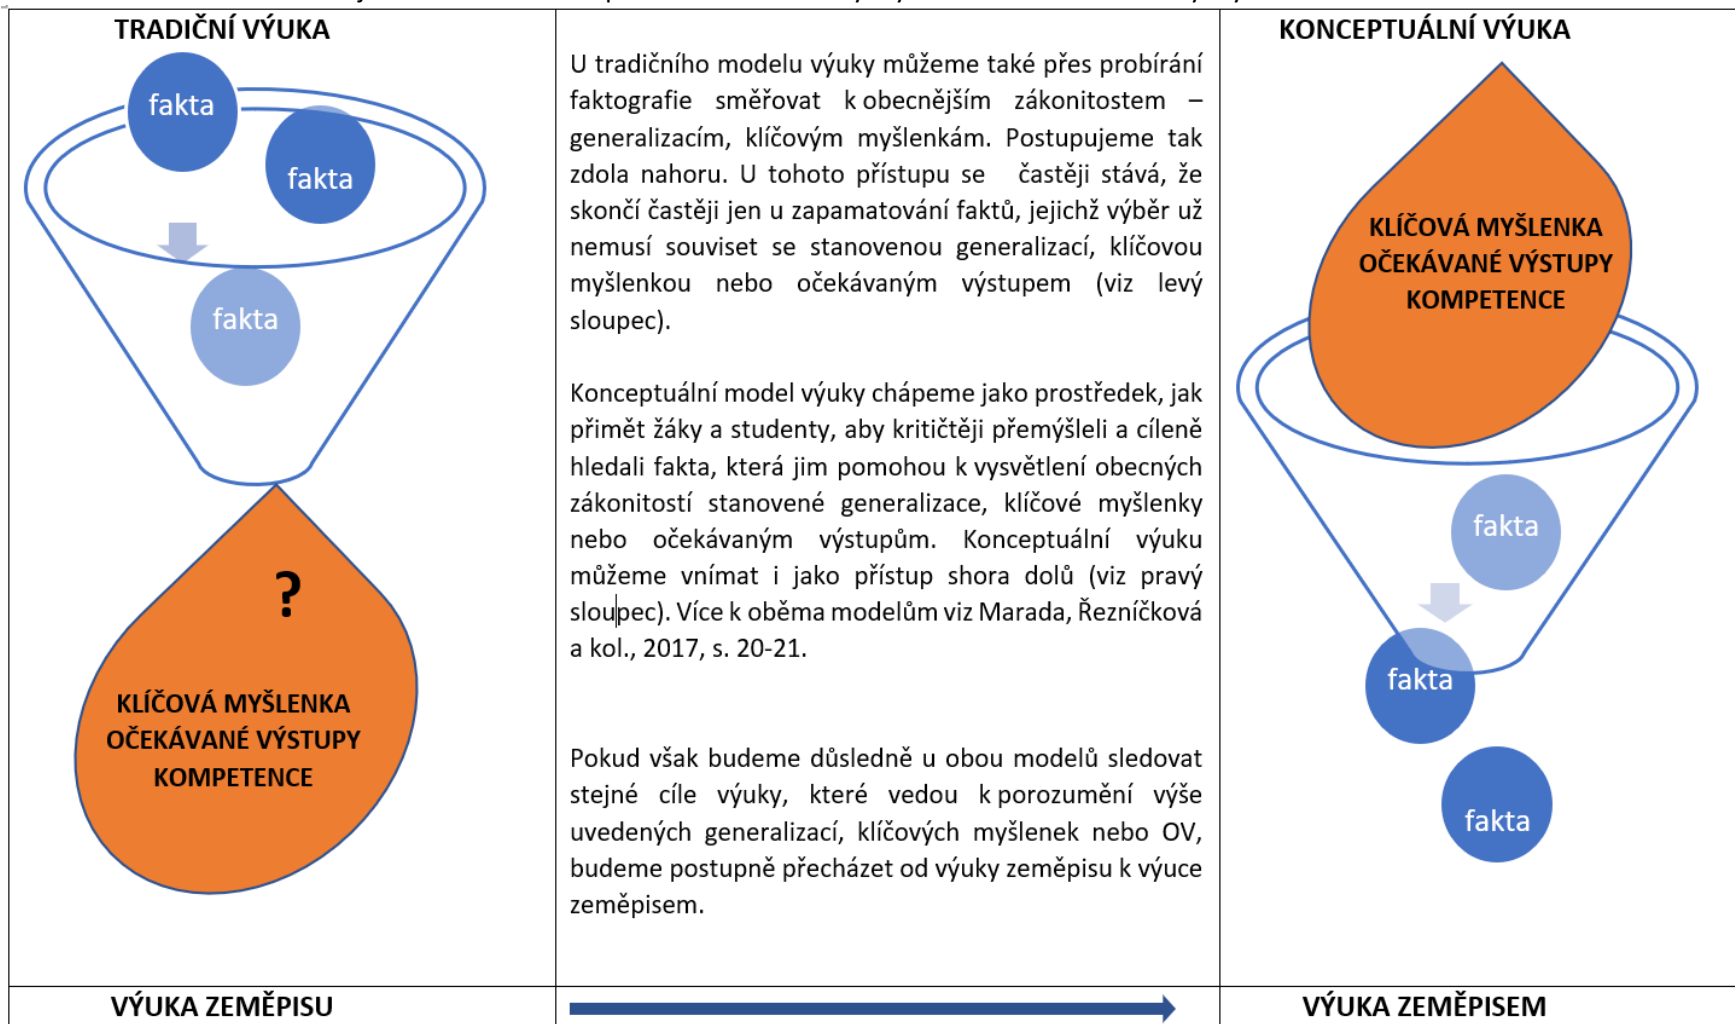 TRADIČNÍ VÝUKA
fakta
fakta
fakta
?
KLÍČOVÁ MYŠLENKA
OČEKÁVANÉ VÝSTUPY
KOMPETENCE
VÝUKA ZEMĚPISU
U tradičního modelu výuky můžeme také přes probírání
faktografie směřovat k obecnějším zákonitostem –
generalizacím, klíčovým myšlenkám. Postupujeme tak
zdola nahoru. U tohoto přístupu se častěji stává, že
skončí častěji jen u zapamatování faktů, jejichž výběr už
nemusí souviset se stanovenou generalizací, klíčovou
myšlenkou nebo očekávaným výstupem (viz levý
sloupec).
Konceptuální model výuky chápeme jako prostředek, jak
přimět žáky a studenty, aby kritičtěji přemýšleli a cíleně
hledali fakta, která jim pomohou k vysvětlení obecných
zákonitostí stanovené generalizace, klíčové myšlenky
nebo očekávaným výstupům. Konceptuální výuku
můžeme vnímat i jako přístup shora dolů (viz pravý
sloupec). Více k oběma modelům viz Marada, Řezníčková
a kol., 2017, s. 20-21.
Pokud však budeme důsledně u obou modelů sledovat
stejné cíle výuky, které vedou k porozumění výše
uvedených generalizací, klíčových myšlenek nebo OV,
budeme postupně přecházet od výuky zeměpisu k výuce
zeměpisem.
KONCEPTUÁLNÍ VÝUKA
KLÍČOVÁ MYŠLENKA
OČEKÁVANÉ VÝSTUPY
KOMPETENCE
fakta
fakta
fakta
VÝUKA ZEMĚPISEM